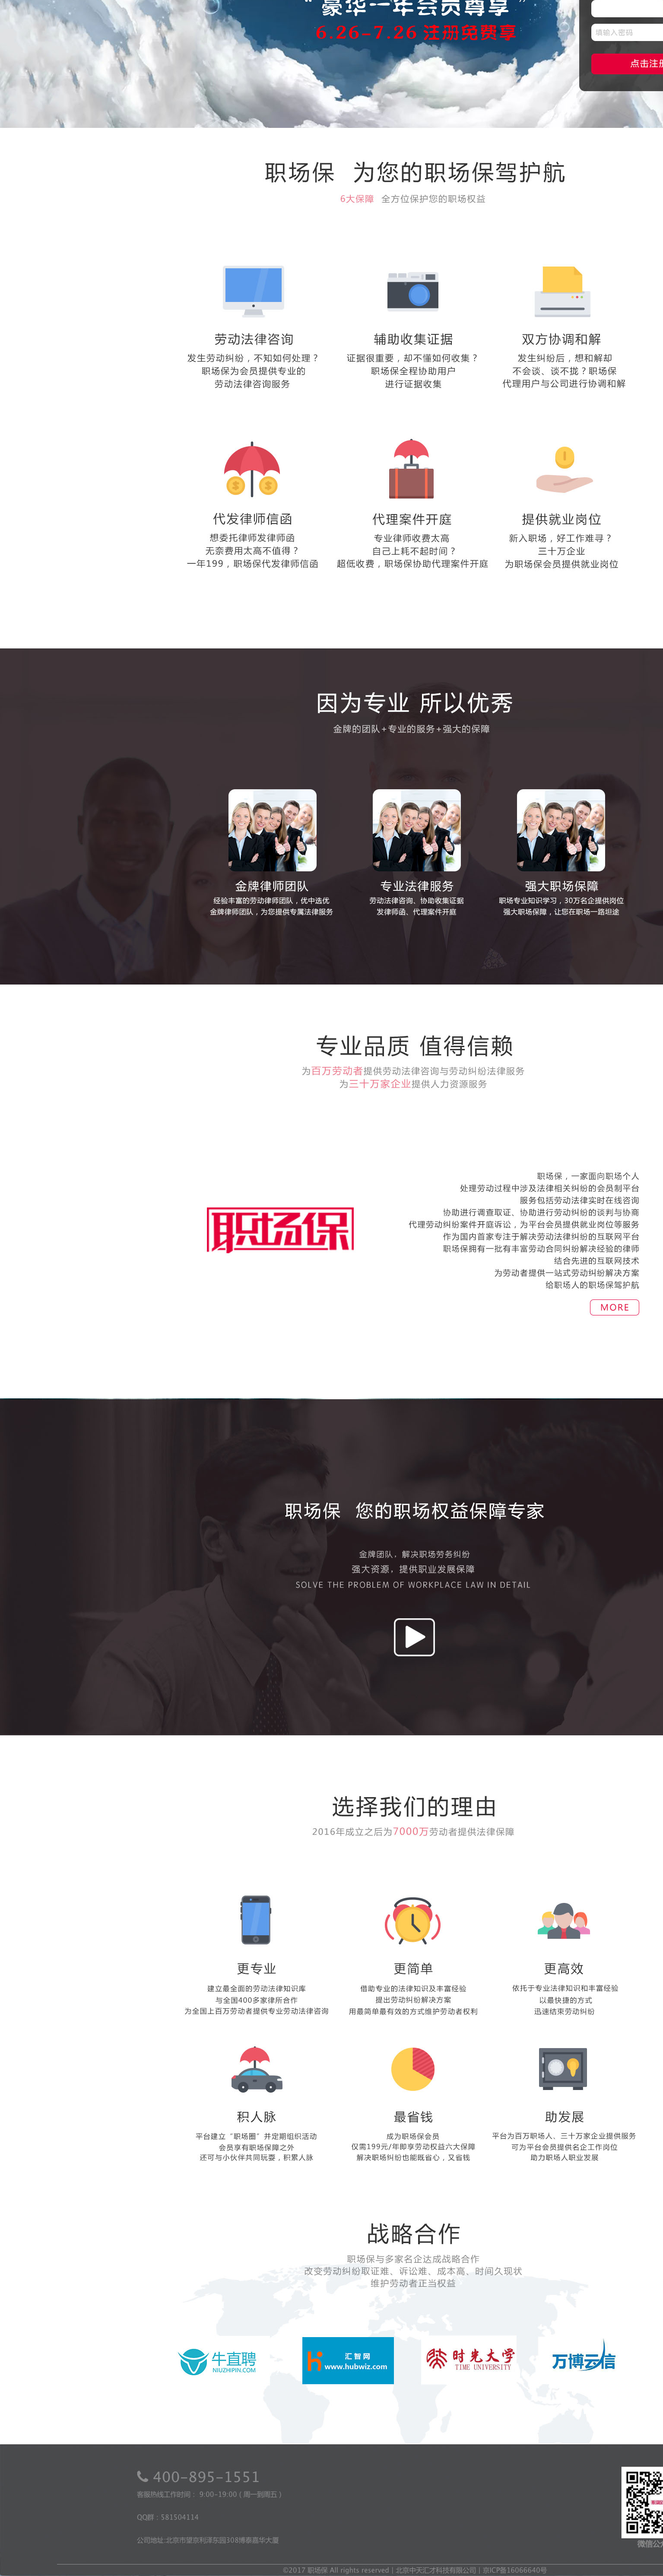 “豪华一年会员尊享”
6.26-7.26 注册免费享
请输入密码
点击注册
职场保 为您的职场保驾护航
6大保障 全方位保护您的职场权益
劳动法律咨询
发生劳动纠纷，不知如何处理？
职场保为会员提供专业的
劳动法律咨询服务
辅助收集证据
证据很重要，却不懂如何收集？
职场保全程协助用户
进行证据收集
双方协调和解
发生纠纷后，想和解却
不会谈、谈不拢？职场保
代理用户与公司进行协调和解
代发律师信函
想委托律师发律师函
无奈费用太高不值得？
一年199，职场保代发律师信函
代理案件开庭
专业律师收费太高
自己上耗不起时间？
超低收费，职场保协助代理案件开庭
提供就业岗位
新入职场，好工作难寻？
三十万企业
为职场保会员提供就业岗位
因为专业 所以优秀
金牌的团队+专业的服务+强大的保障
金牌律师团队
经验丰富的劳动律师团队，优中选优
金牌律师团队，为您提供专属法律服务
专业法律服务
劳动法律咨询、协助收集证据
发律师函、代理案件开庭
强大职场保障
职场专业知识学习，30万名企提供岗位
强大职场保障，让您在职场一路坦途
专业品质 值得信赖
为百万劳动者提供劳动法律咨询与劳动纠纷法律服务
为三十万家企业提供人力资源服务
职场保
职场保，一家面向职场个人
处理劳动过程中涉及法律相关纠纷的会员制平台
服务包括劳动法律实时在线咨询
协助进行调查取证、协助进行劳动纠纷的谈判与协商
代理劳动纠纷案件开庭诉讼，为平台会员提供就业岗位等服务
作为国内首家专注于解决劳动法律纠纷的互联网平台
职场保拥有一批有丰富劳动合同纠纷解决经验的律师
结合先进的互联网技术
为劳动者提供一站式劳动纠纷解决方案
给职场人的职场保驾护航
MORE
职场保 您的职场权益保障专家
金牌团队，解决职场劳务纠纷
强大资源，提供职业发展保障
SOLVE THE PROBLEM OF WORKPLACE LAW IN DETAIL
选择我们的理由
2016年成立之后为7000万劳动者提供法律保障
更专业
建立最全面的劳动法律知识库
与全国400多家律所合作
为全国上百万劳动者提供专业劳动法律咨询
更简单
借助专业的法律知识及丰富经验
提出劳动纠纷解决方案
用最简单最有效的方式维护劳动者权利
更高效
依托于专业法律知识和丰富经验
以最快捷的方式
迅速结束劳动纠纷
积人脉
平台建立“职场圈”并定期组织活动
会员享有职场保障之外
还可与小伙伴共同玩耍，积累人脉
最省钱
成为职场保会员
仅需199元/年即享劳动权益六大保障
解决职场纠纷也能既省心，又省钱
助发展
平台为百万职场人、三十万家企业提供服务
可为平台会员提供名企工作岗位
助力职场人职业发展
战略合作
职场保与多家名企达成战略合作
改变劳动纠纷取证难、诉讼难、成本高、时间久现状
维护劳动者正当权益
牛直聘
NIUZHIPIN.COM
汇智网
www.hubwiz.com
时光大学
TIME UNIVERSITY
万博云信
400-895-1551
客服热线工作时间： 9:00-19:00（周一到周五）
QQ群：581504114
公司地址:北京市望京利泽东园308博泰嘉华大厦
微信公
©2017 职场保 All rights reserved | 北京中天汇才科技有限公司 | 京ICP备16066640号